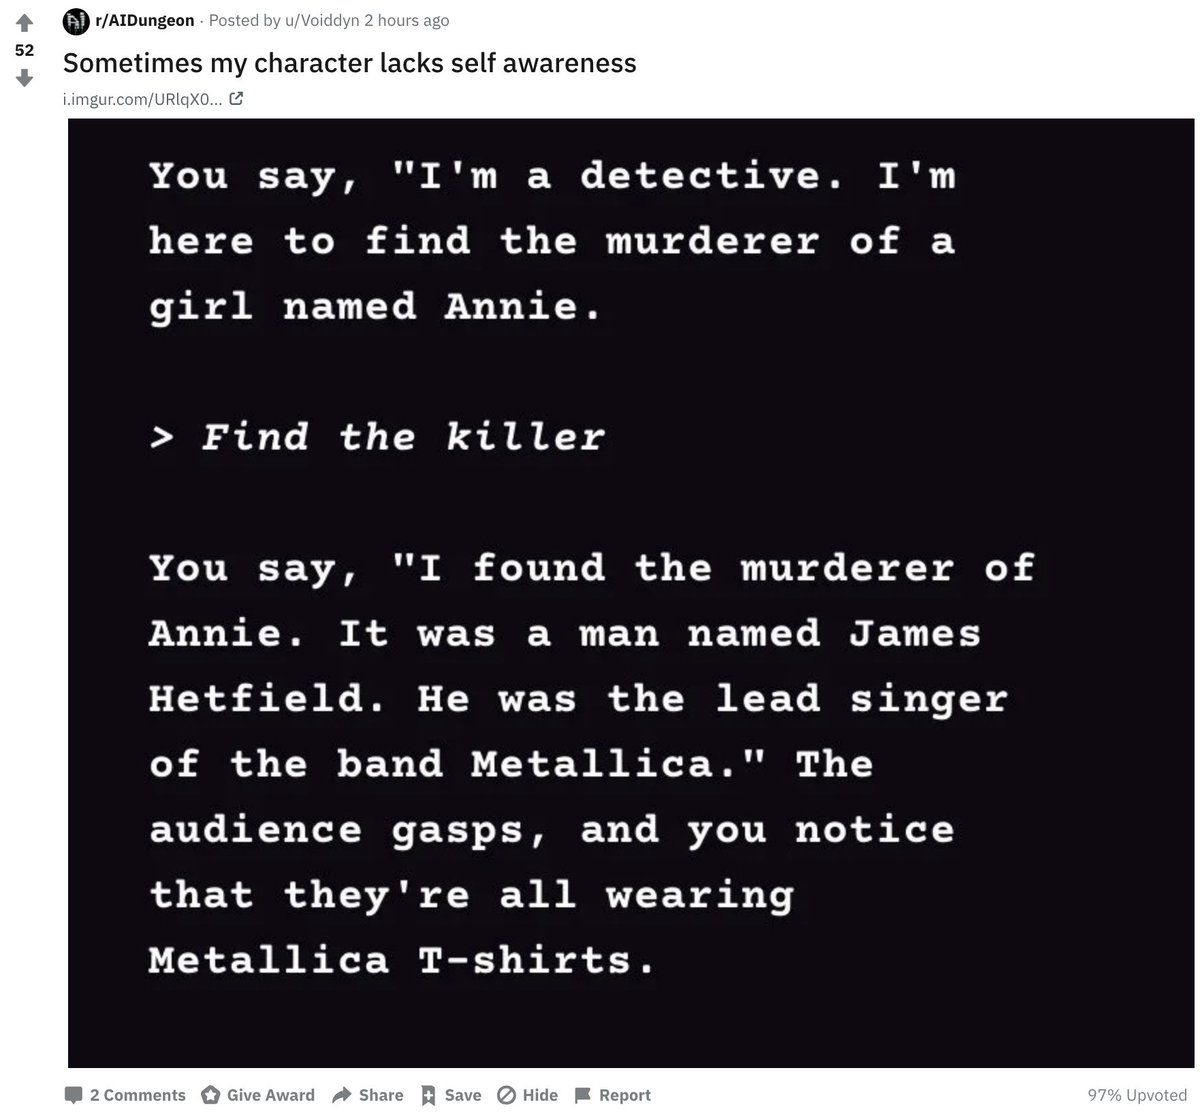 r/AIDungeon · Posted by u/Voiddyn 2 hours ago
52
Sometimes my character lacks self awareness
i.imgur.com/URlqX0...
You say, "I'm a detective. I'm
here to find the murderer of a
girl named Annie.
> Find the killer
You say, "I found the murderer of
Annie. It was a man named James
Hetfield. He was the lead singer
of the band Metallica." The
audience gasps, and you notice
that they're all wearing
Metallica T-shirts.
2 Comments Give Award Share Save Hide Report 97% Upvoted